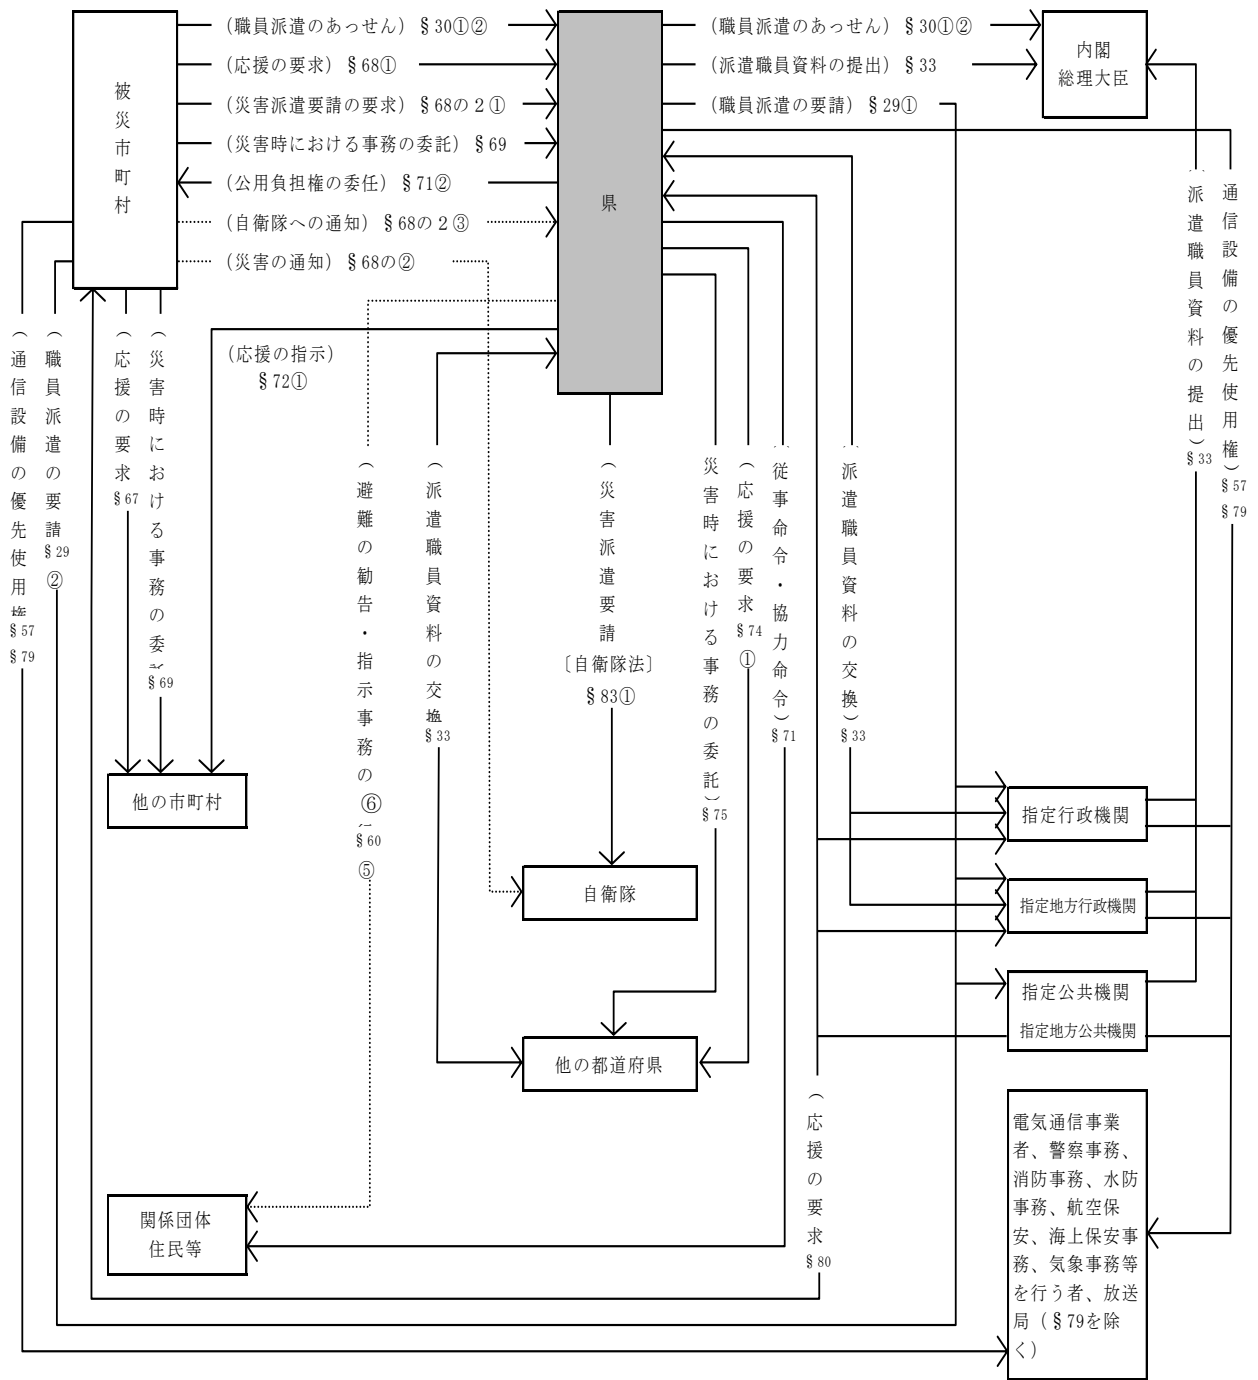 被災市町村
(職員派遣のあっせん)§30①②
(応援の要求)§68①
(災害派遣要請の要求)§68の2①
(災害時における事務の委託)§69
(公用負担権の委任)§71②
(自衛隊への通知)§68の2③
(災害の通知)§68の②
県
(職員派遣のあっせん)§30①②
(派遣職員資料の提出)§33
(職員派遣の要請)§29①
内閣
総理大臣
(派遣職員資料の提出)§33
通信設備の優先使用権)§57
§79
(通信設備の優先使用権
§57
§79
(職員派遣の要請§29
②
(応援の要求§67
(災害時における事務の委
§69
(応援の指示)
§72①
(避難の勧告・指示事務の
⑥
§60
⑤
(派遣職員資料の交換
§33
(災害派遣要請
〔自衛隊法〕
§83①
災害時における事務の委託)
§75
(応援の要求
§74
①
(従事命令・協力命令)
§71
(派遣職員資料の交換)
§33
他の市町村
自衛隊
他の都道府県
関係団体
住民等
指定行政機関
指定地方行政機関
指定公共機関
指定地方公共機関
(応援の要求
§80
電気通信事業
者、警察事務、
消防事務、水防
事務、航空保
安、海上保安事
務、気象事務等
を行う者、放送
局(§79を除
く)